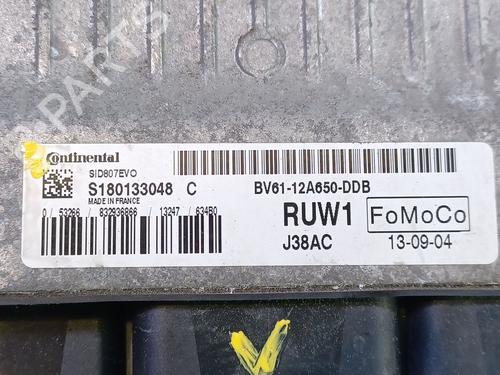 PARTS
Continental
SID807EVO
S180133048 C
MADE IN FRANCE
BV61-12A650-DDB
0 / 53266 / 832936866 / 13247 / 634B0
RUW1
FoMoCo
J38AC
13-09-04